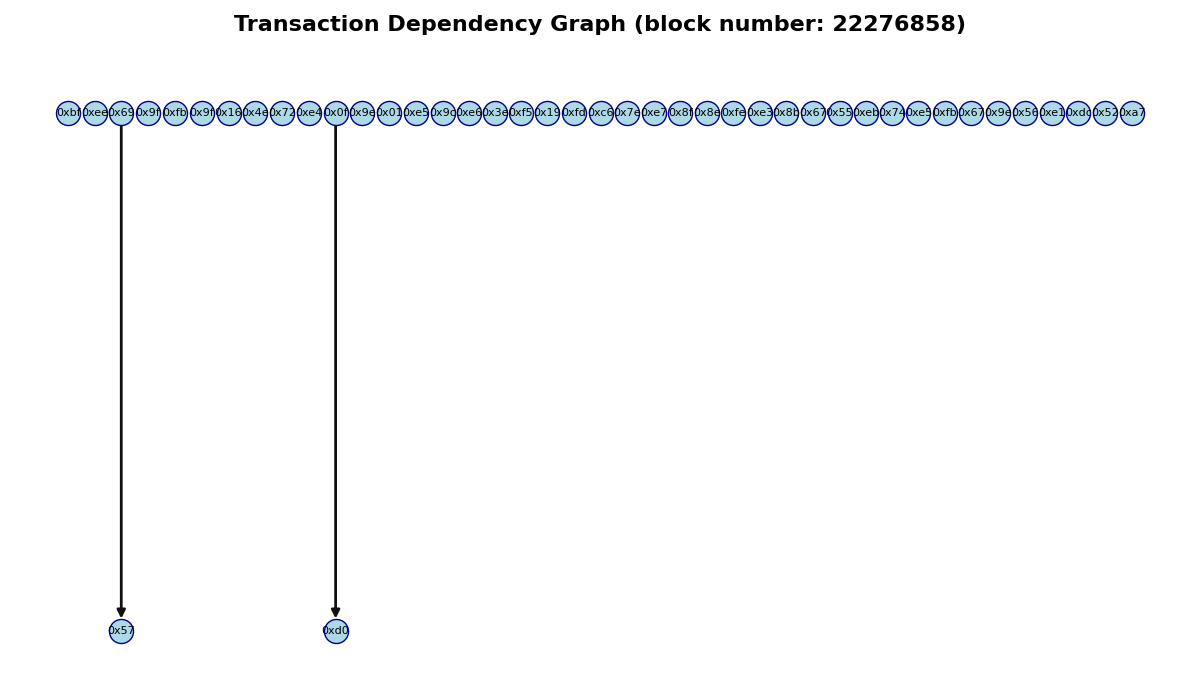 Transaction Dependency Graph (block number: 22276858)
0xbf 0xee 0x69 0x9f 0xfb 0x9f 0x16 0x4e 0x72 0xe4 0x0f 0x9e 0x01 0xe5 0x9c 0xe6 0x3e 0xf5 0x19 0xfd 0xc6 0x7e 0xe7 0x8f 0x8e 0xfe 0xe3 0x8b 0x67 0x55 0xeb 0x74 0xe5 0xfb 0x67 0x9e 0x56 0xe1 0xdc 0x52 0xa7
0x57 0xd0